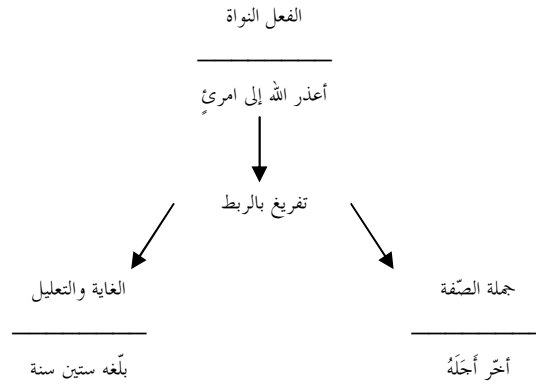 الفعل النواة
أعذر الله إلى امرئٍ
تفريغ بالربط
جملة الصّفة
أخّر أَجَلَهُ
الغاية والتعليل
بلّغه ستين سنة